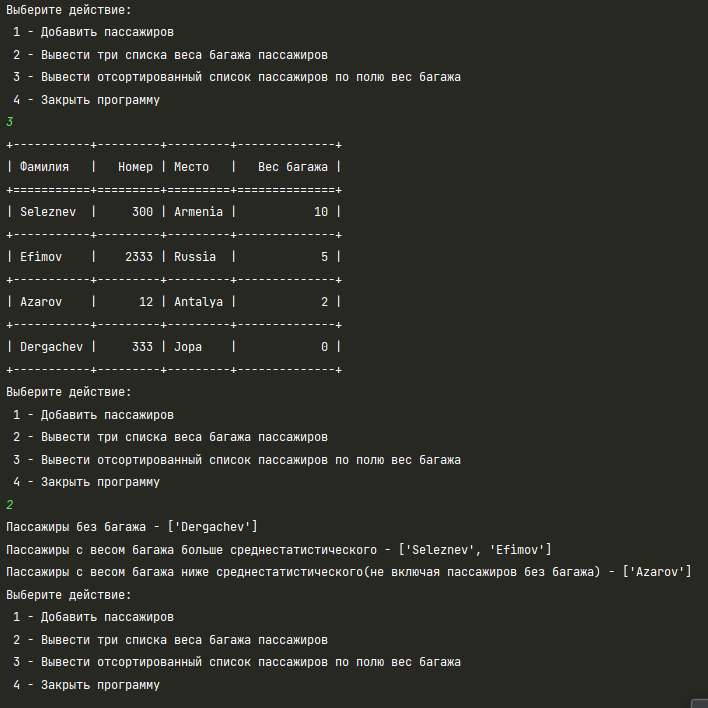 Выберите действие:
 1 - Добавить пассажиров
 2 - Вывести три списка веса багажа пассажиров
 3 - Вывести отсортированный список пассажиров по полю вес багажа
 4 - Закрыть программу
3
+-----------+---------+---------+--------------+
| Фамилия   |   Номер | Место   |   Вес багажа |
+===========+=========+=========+==============+
| Seleznev  |     300 | Armenia |           10 |
+-----------+---------+---------+--------------+
| Efimov    |    2333 | Russia  |            5 |
+-----------+---------+---------+--------------+
| Azarov    |      12 | Antalya |            2 |
+-----------+---------+---------+--------------+
| Dergachev |     333 | Jopa    |            0 |
+-----------+---------+---------+--------------+
Выберите действие:
 1 - Добавить пассажиров
 2 - Вывести три списка веса багажа пассажиров
 3 - Вывести отсортированный список пассажиров по полю вес багажа
 4 - Закрыть программу
2
Пассажиры без багажа - ['Dergachev']
Пассажиры с весом багажа больше среднестатистического - ['Seleznev', 'Efimov']
Пассажиры с весом багажа ниже среднестатистического(не включая пассажиров без багажа) - ['Azarov']
Выберите действие:
 1 - Добавить пассажиров
 2 - Вывести три списка веса багажа пассажиров
 3 - Вывести отсортированный список пассажиров по полю вес багажа
 4 - Закрыть программу